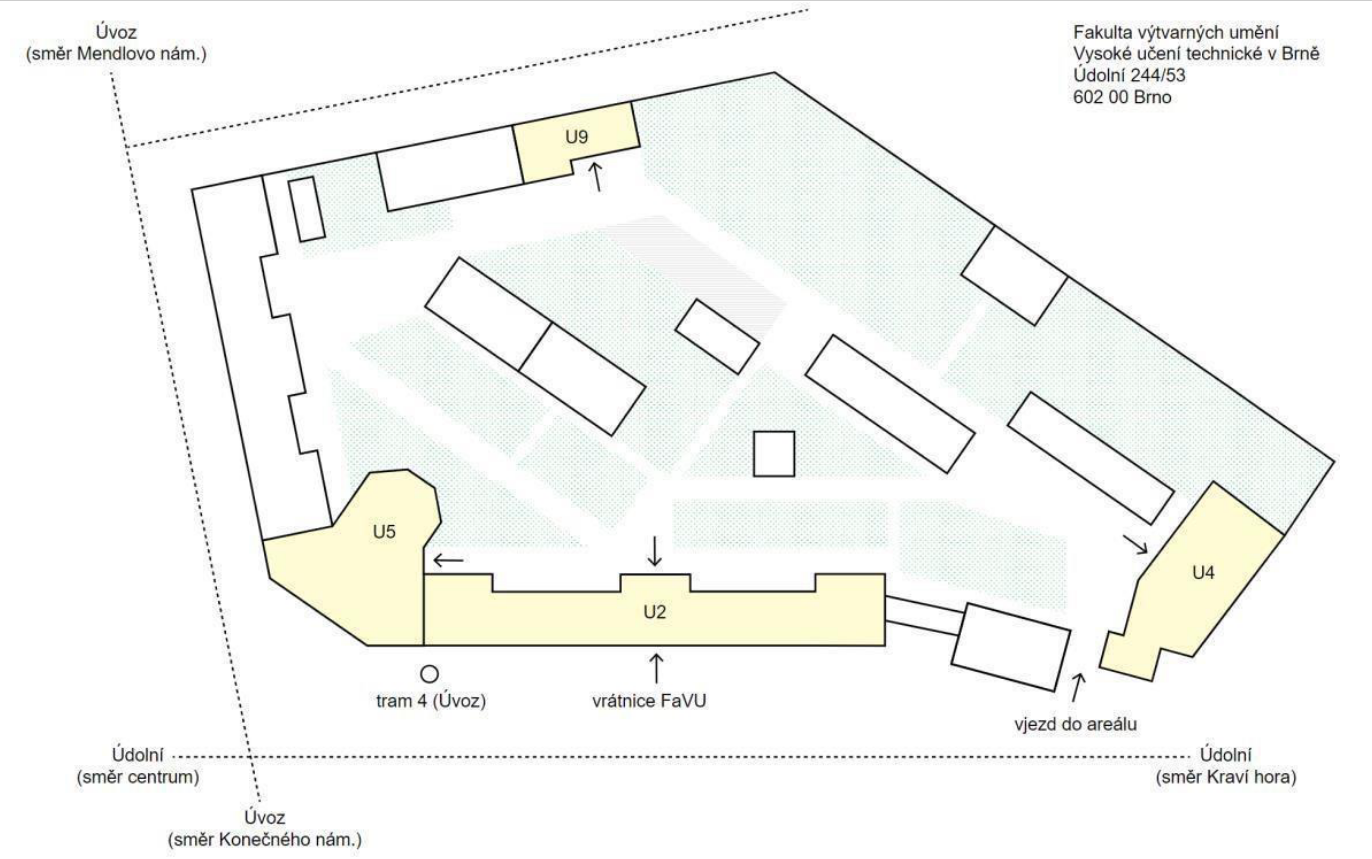 Úvoz
(směr Mendlovo nám.)
Fakulta výtvarných umění
Vysoké učení technické v Brně
Údolní 244/53
602 00 Brno
U9
U5
U4
U2
tram 4 (Úvoz)
vrátnice FaVU
vjezd do areálu
Údolní
(směr centrum)
Údolní
(směr Kraví hora)
Úvoz
(směr Konečného nám.)